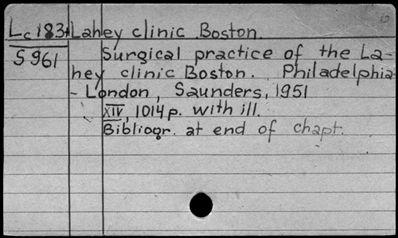 Lc 183 Lahey clinic Boston.
S 961 Surgical practice of the La-
hey clinic Boston. Philadelphia
- London, Saunders, 1951
XIV, 1014 p. with ill.
Bibliogr. at end of chapt.